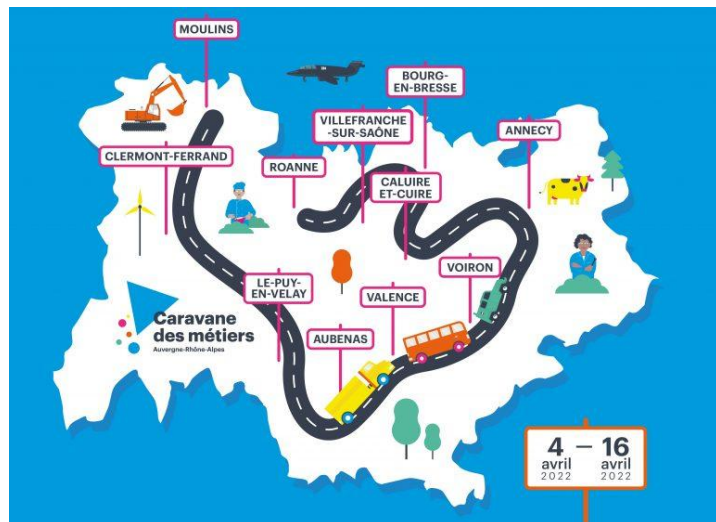 MOULINS
BOURG-
EN-BRESSE
VILLEFRANCHE
-SUR-SAÔNE
ANNECY
CLERMONT-FERRAND
ROANNE
CALUIRE
ET-CUIRE
VOIRON
LE-PUY-
EN-VELAY
VALENCE
AUBENAS
Caravane
des métiers
Auvergne-Rhône-Alpes
4 — 16
avril avril
2022 2022